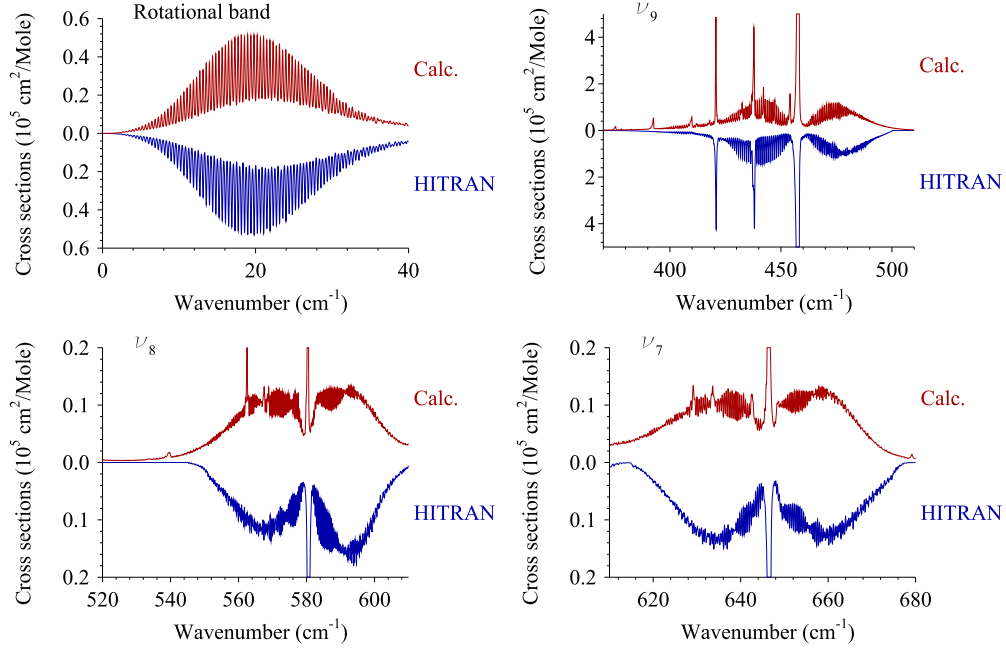 Rotational band
Cross sections (10^5 cm^2/Mole)
0.6
0.4
0.2
0.0
0.2
0.4
0.6
Calc.
HITRAN
0
20
40
Wavenumber (cm^-1)
ν9
Cross sections (10^5 cm^2/Mole)
4
2
0
2
4
Calc.
HITRAN
400
450
500
Wavenumber (cm^-1)
ν8
Cross sections (10^5 cm^2/Mole)
0.2
0.1
0.0
0.1
0.2
Calc.
HITRAN
520
540
560
580
600
Wavenumber (cm^-1)
ν7
Cross sections (10^5 cm^2/Mole)
0.2
0.1
0.0
0.1
0.2
Calc.
HITRAN
620
640
660
680
Wavenumber (cm^-1)